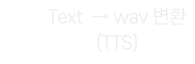 Text → wav 변환
(TTS)